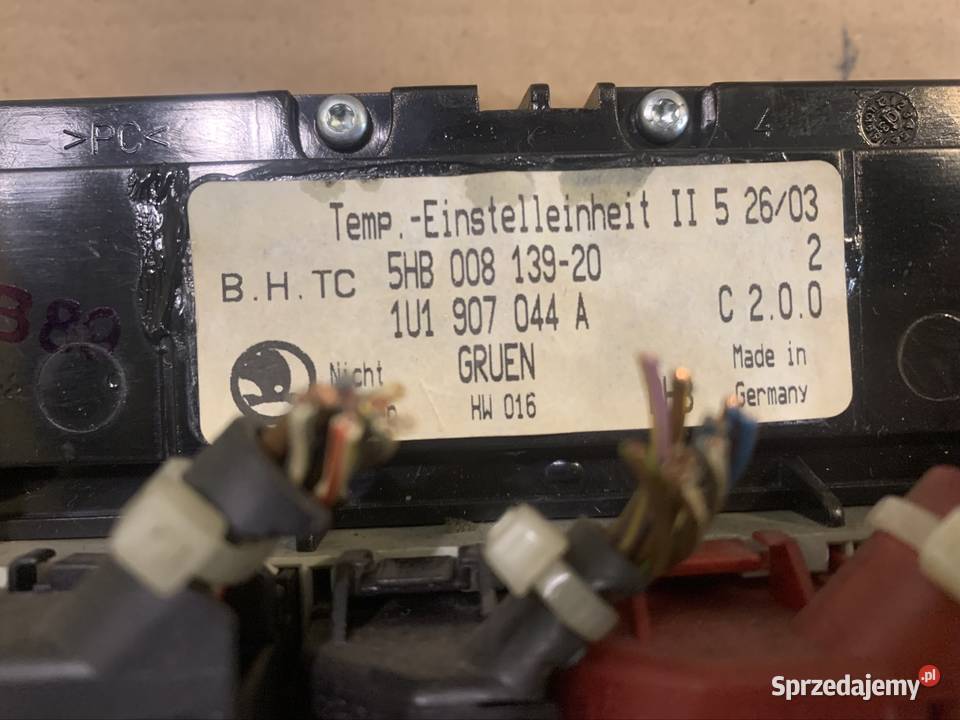 >PC<
4
Temp.-Einstelleinheit II 5 26/03
B.H.TC 5HB 008 139-20 2
1U1 907 044 A C 2.0.0
Nicht GRUEN Made in
HW 016 Germany
Sprzedajemy.pl